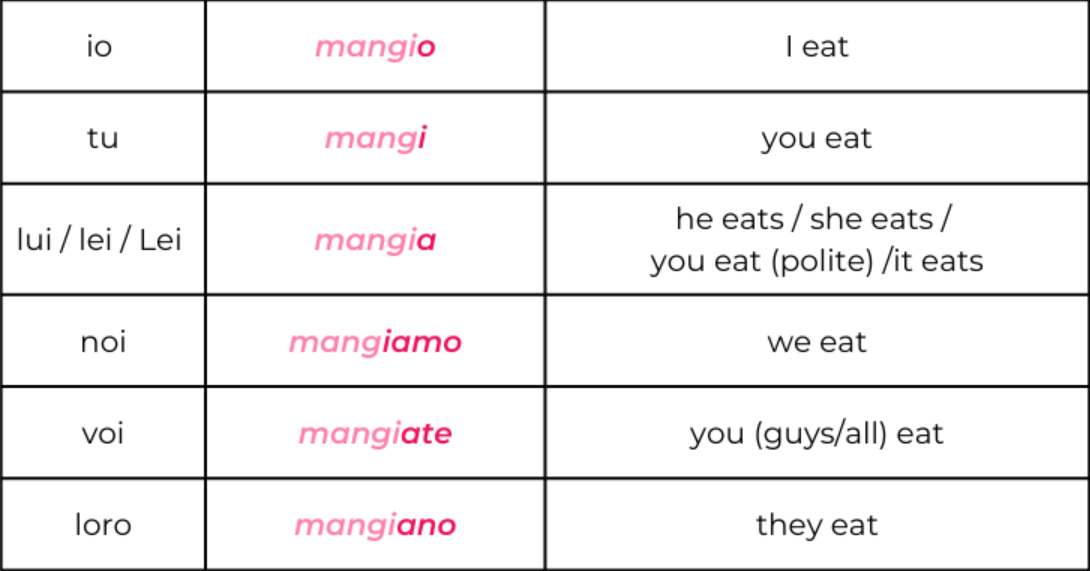 io mangio I eat
tu mangi you eat
lui / lei / Lei mangia he eats / she eats /
you eat (polite) /it eats
noi mangiamo we eat
voi mangiate you (guys/all) eat
loro mangiano they eat